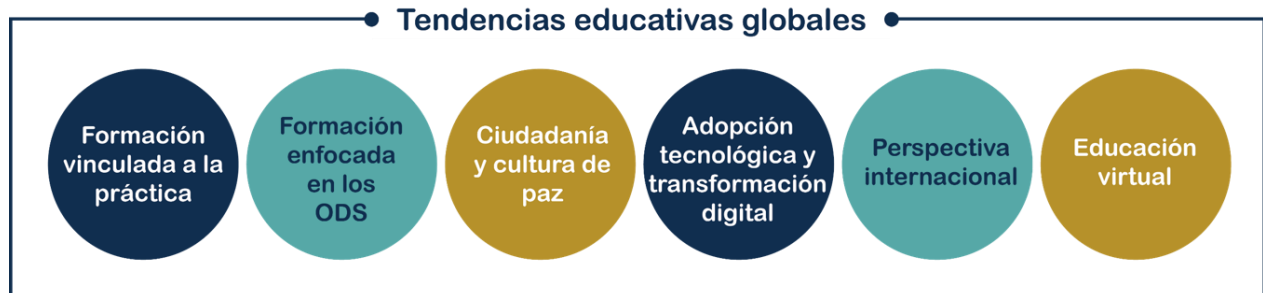 Tendencias educativas globales
Formación
vinculada a la
práctica
Formación
enfocada
en los
ODS
Ciudadanía
y cultura de
paz
Adopción
tecnológica y
transformación
digital
Perspectiva
internacional
Educación
virtual